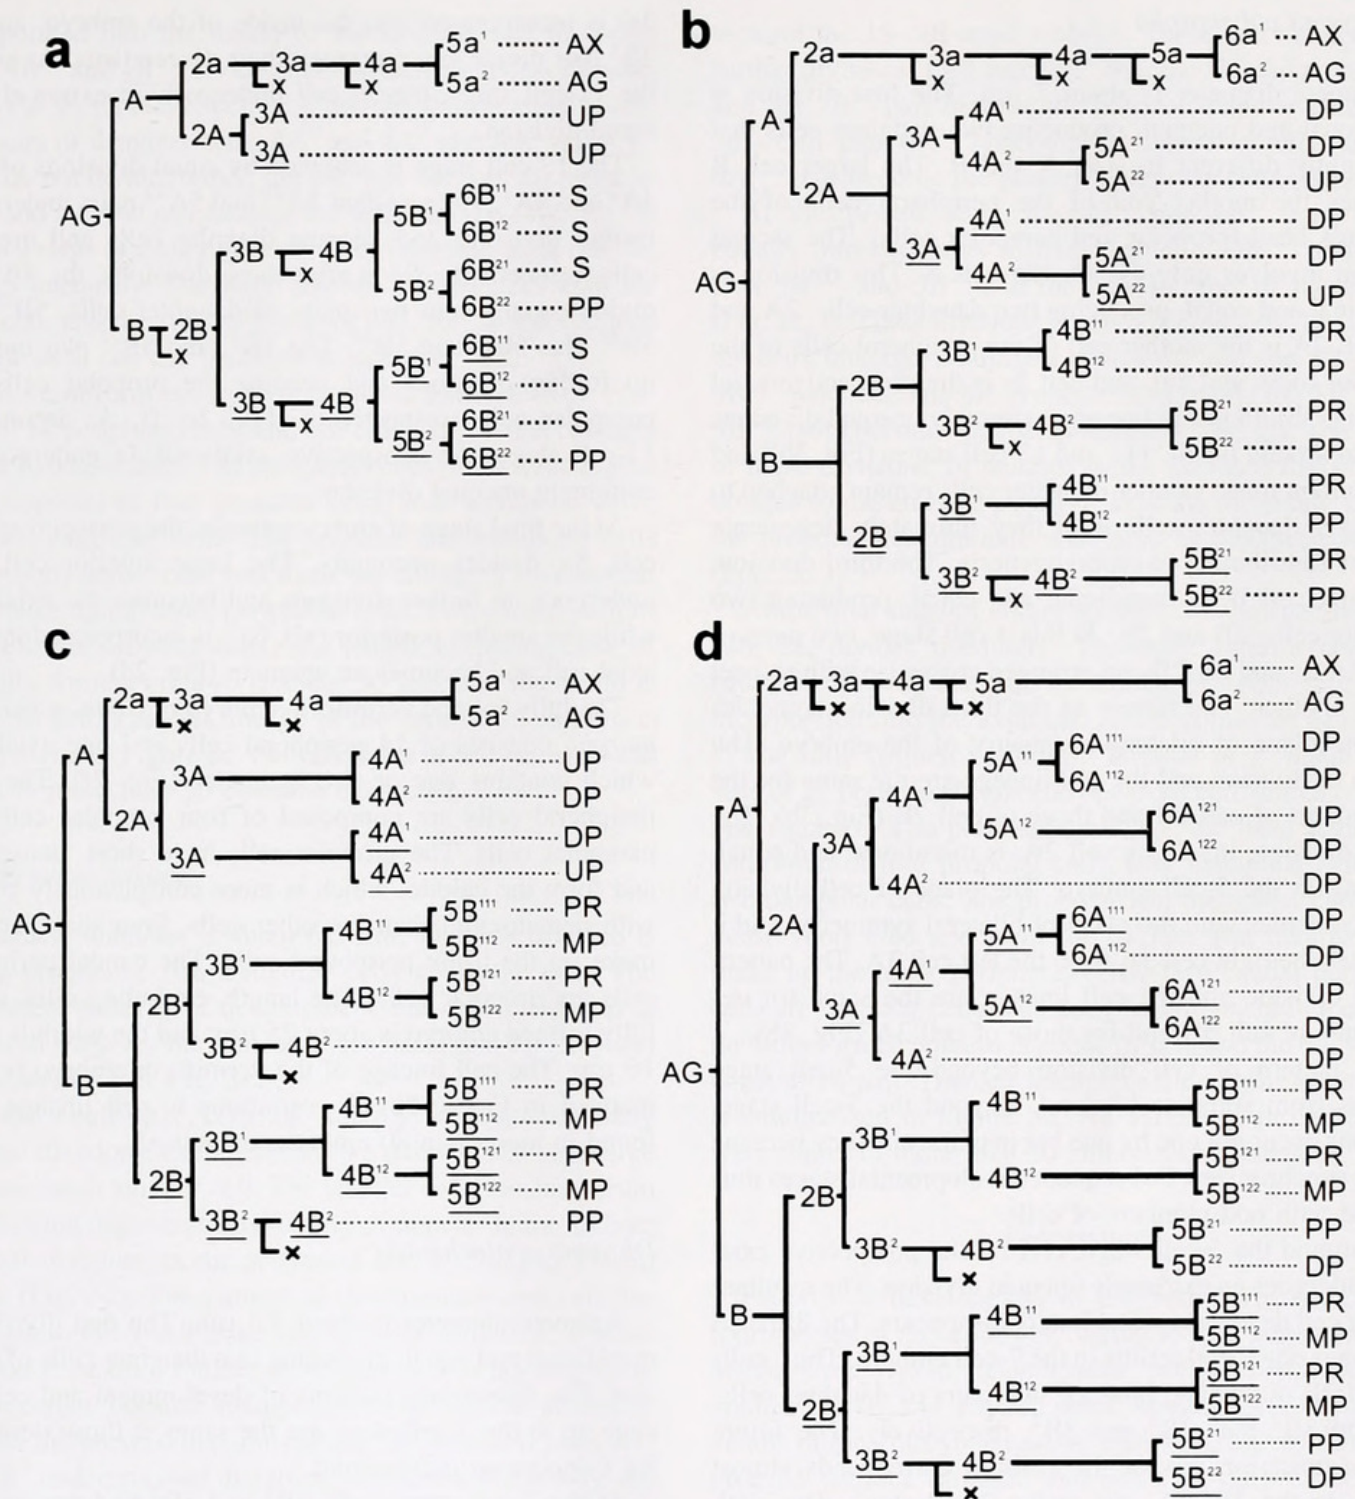 a
2a 3a 4a 5a¹ AX
x x 5a² AG
A 3A UP
2A 3A UP
AG
6B¹¹ S
5B¹ 6B¹² S
3B 4B
x 6B²¹ S
5B² 6B²² PP
B 2B
x 6B¹¹ S
5B¹ 6B¹² S
3B 4B
x 6B²¹ S
5B² 6B²² PP
b
2a 3a 4a 5a 6a¹ AX
x x x 6a² AG
A 4A¹ DP
3A 5A²¹ DP
4A² 5A²² UP
2A 4A¹ DP
3A 5A²¹ DP
4A² 5A²² UP
AG
4B¹¹ PR
3B¹ 4B¹² PP
2B 5B²¹ PR
3B² 4B² 5B²² PP
x
B
4B¹¹ PR
3B¹ 4B¹² PP
2B 5B²¹ PR
3B² 4B² 5B²² PP
x
c
2a 3a 4a 5a¹ AX
x x 5a² AG
A 4A¹ UP
3A 4A² DP
2A 4A¹ DP
3A 4A² UP
AG
5B¹¹¹ PR
4B¹¹ 5B¹¹² MP
3B¹ 5B¹²¹ PR
2B 4B¹² 5B¹²² MP
3B² 4B² PP
x
B
5B¹¹¹ PR
4B¹¹ 5B¹¹² MP
3B¹ 5B¹²¹ PR
2B 4B¹² 5B¹²² MP
3B² 4B² PP
x
d
6a¹ AX
2a 3a 4a 5a 6a² AG
x x x
6A¹¹¹ DP
5A¹¹ 6A¹¹² DP
A 4A¹ 6A¹²¹ UP
5A¹² 6A¹²² DP
3A 4A² DP
2A 6A¹¹¹ DP
5A¹¹ 6A¹¹² DP
4A¹ 6A¹²¹ UP
3A 5A¹² 6A¹²² DP
4A² DP
AG
5B¹¹¹ PR
4B¹¹ 5B¹¹² MP
3B¹ 5B¹²¹ PR
4B¹² 5B¹²² MP
2B 5B²¹ PP
3B² 4B² 5B²² DP
x
B
5B¹¹¹ PR
4B¹¹ 5B¹¹² MP
3B¹ 5B¹²¹ PR
4B¹² 5B¹²² MP
2B 5B²¹ PP
3B² 4B² 5B²² DP
x